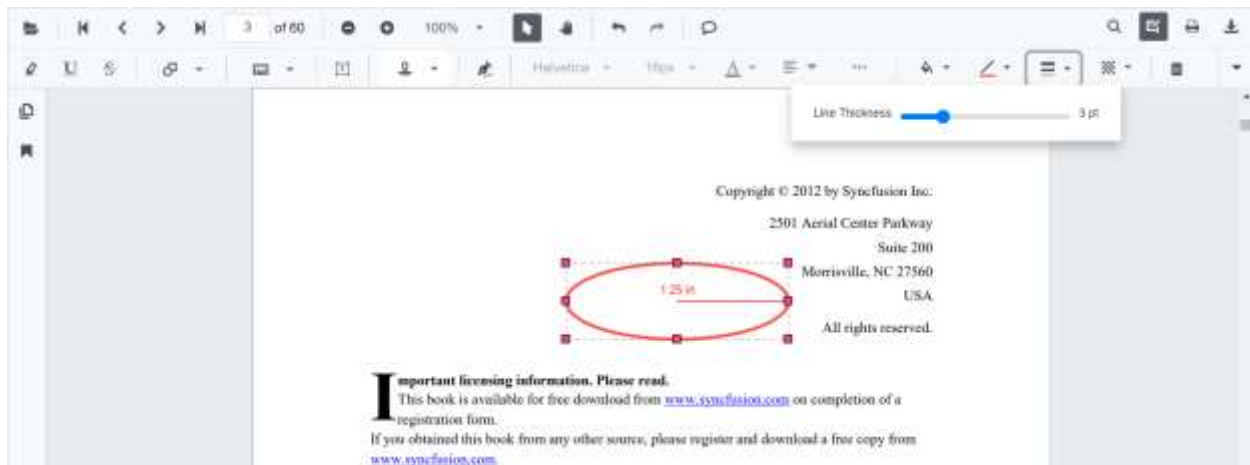 3 of 60 100%
Helvetica 16px
Line Thickness 3 pt
Copyright © 2012 by Syncfusion Inc.
2501 Aerial Center Parkway
Suite 200
Morrisville, NC 27560
1.25 in
USA
All rights reserved.
Important licensing information. Please read.
This book is available for free download from www.syncfusion.com on completion of a
registration form.
If you obtained this book from any other source, please register and download a free copy from
www.syncfusion.com.